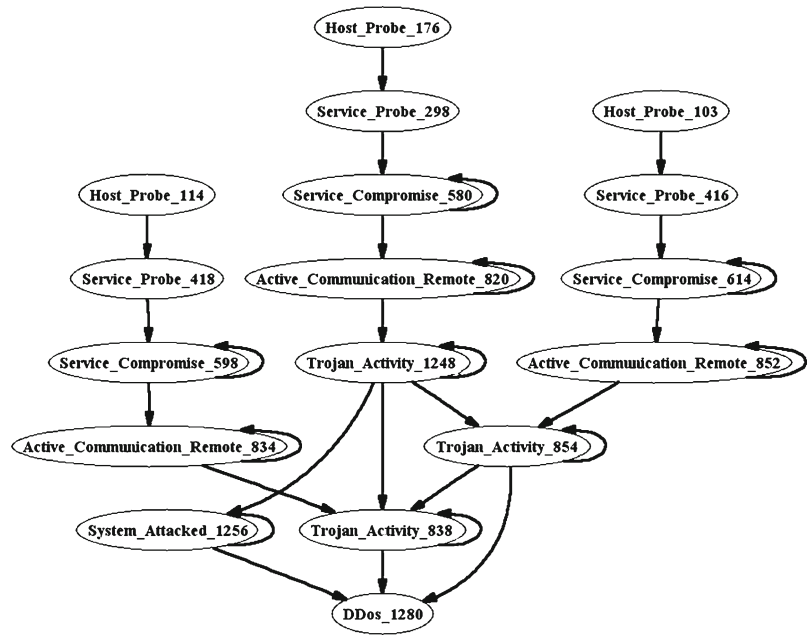 Host_Probe_176
Service_Probe_298
Host_Probe_103
Host_Probe_114
Service_Compromise_580
Service_Probe_416
Service_Probe_418
Active_Communication_Remote_820
Service_Compromise_614
Service_Compromise_598
Trojan_Activity_1248
Active_Communication_Remote_852
Active_Communication_Remote_834
Trojan_Activity_854
System_Attacked_1256
Trojan_Activity_838
DDos_1280